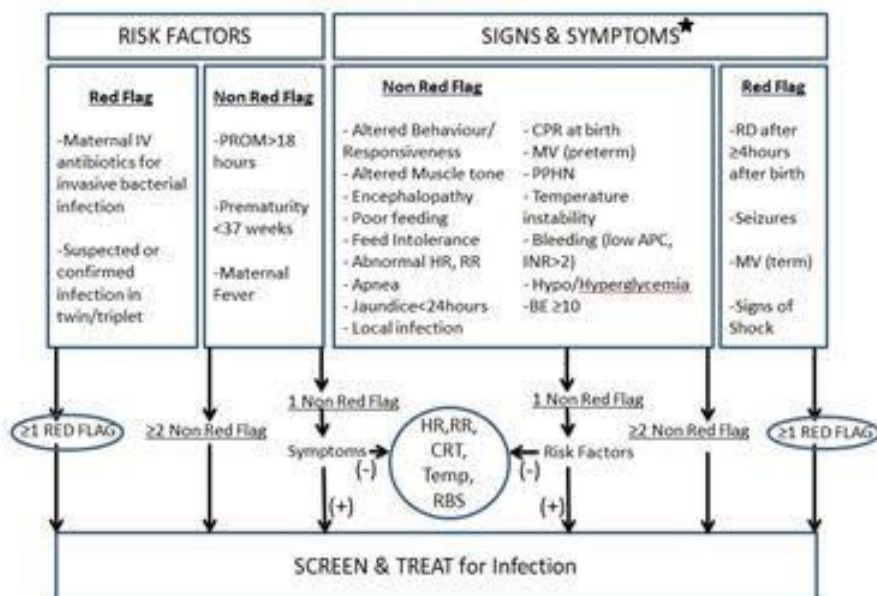 RISK FACTORS
SIGNS & SYMPTOMS★
Red Flag
-Maternal IV
antibiotics for
invasive bacterial
infection
-Suspected or
confirmed
infection in
twin/triplet
Non Red Flag
-PROM>18
hours
-Prematurity
<37 weeks
-Maternal
Fever
Non Red Flag
- Altered Behaviour/
Responsiveness
- Altered Muscle tone
- Encephalopathy
- Poor feeding
- Feed Intolerance
- Abnormal HR, RR
- Apnea
- Jaundice<24hours
- Local infection
- CPR at birth
- MV (preterm)
- PPHN
- Temperature
instability
- Bleeding (low APC,
INR>2)
- Hypo/Hyperglycemia
-BE ≥10
Red Flag
-RD after
≥4hours
after birth
-Seizures
-MV (term)
-Signs of
Shock
≥1 RED FLAG
≥2 Non Red Flag
1 Non Red Flag
Symptoms
(-)
(+)
HR,RR,
CRT,
Temp,
RBS
1 Non Red Flag
Risk Factors
(-)
(+)
≥2 Non Red Flag
≥1 RED FLAG
SCREEN & TREAT for Infection